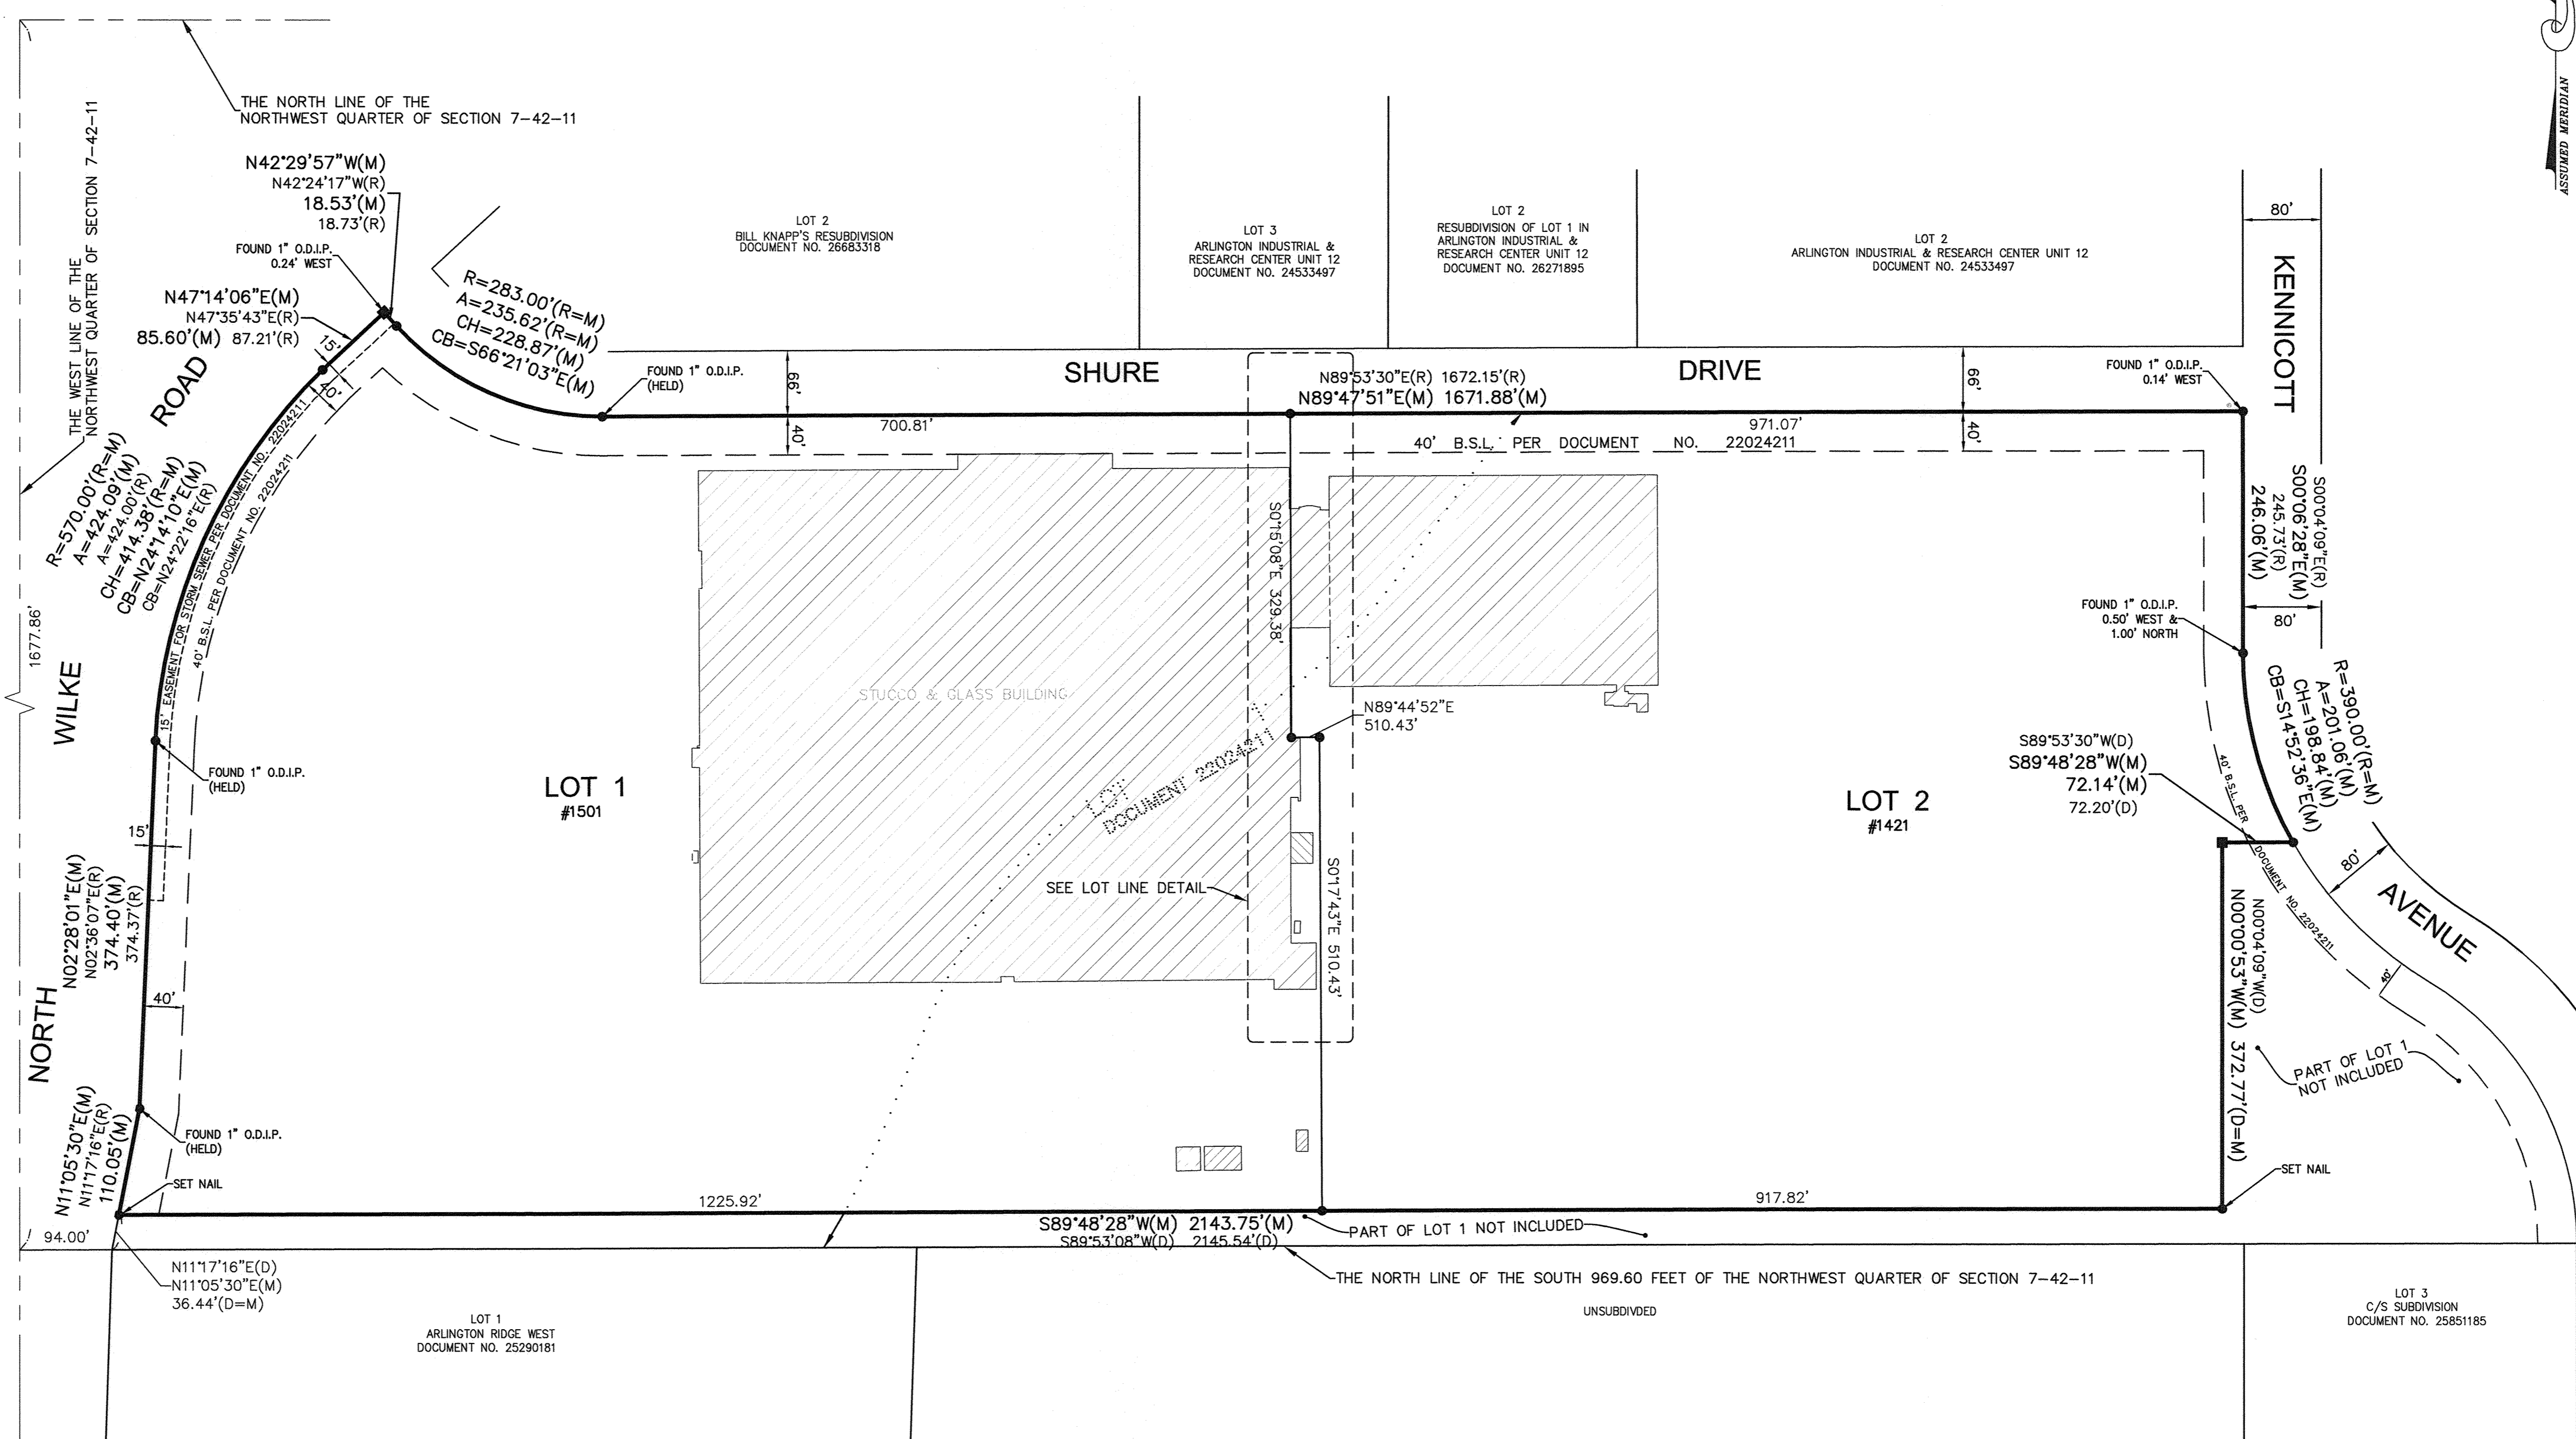 ASSUMED MERIDIAN
THE NORTH LINE OF THE
NORTHWEST QUARTER OF SECTION 7-42-11
THE WEST LINE OF THE
NORTHWEST QUARTER OF SECTION 7-42-11
N42°29'57"W(M)
N42°24'17"W(R)
18.53'(M)
18.73'(R)
FOUND 1" O.D.I.P.
0.24' WEST
N47°14'06"E(M)
N47°35'43"E(R)
85.60'(M) 87.21'(R)
15'
40'
R=283.00'(R=M)
A=235.62'(R=M)
CH=228.87'(M)
CB=S66°21'03"E(M)
FOUND 1" O.D.I.P.
(HELD)
LOT 2
BILL KNAPP'S RESUBDIVISION
DOCUMENT NO. 26683318
LOT 3
ARLINGTON INDUSTRIAL &
RESEARCH CENTER UNIT 12
DOCUMENT NO. 24533497
LOT 2
RESUBDIVISION OF LOT 1 IN
ARLINGTON INDUSTRIAL &
RESEARCH CENTER UNIT 12
DOCUMENT NO. 26271895
LOT 2
ARLINGTON INDUSTRIAL & RESEARCH CENTER UNIT 12
DOCUMENT NO. 24533497
80'
KENNICOTT
SHURE DRIVE
66'
40'
66'
40'
N89°53'30"E(R) 1672.15'(R)
N89°47'51"E(M) 1671.88'(M)
FOUND 1" O.D.I.P.
0.14' WEST
700.81'
971.07'
40' B.S.L. PER DOCUMENT NO. 22024211
ROAD
R=570.00'(R=M)
A=424.09'(M)
A=424.00'(R)
CH=414.38'(R=M)
CB=N24°14'10"E(M)
CB=N24°22'16"E(R)
15' EASEMENT FOR STORM SEWER PER DOCUMENT NO. 22024211
40' B.S.L. PER DOCUMENT NO. 22024211
S0°15'08"E 329.38'
S00°04'09"E(R)
S00°06'28"E(M)
245.73'(R)
246.06'(M)
FOUND 1" O.D.I.P.
0.50' WEST &
1.00' NORTH
80'
R=390.00'(R=M)
A=201.06'(M)
CH=198.84'(M)
CB=S14°52'36"E(M)
1677.86'
WILKE
STUCCO & GLASS BUILDING
N89°44'52"E
510.43'
LOT 1
DOCUMENT 22024211
S89°53'30"W(D)
S89°48'28"W(M)
72.14'(M)
72.20'(D)
40' B.S.L. PER DOCUMENT NO. 22024211
FOUND 1" O.D.I.P.
(HELD)
LOT 1
#1501
LOT 2
#1421
15'
N02°28'01"E(M)
N02°36'07"E(R)
374.40'(M)
374.37'(R)
SEE LOT LINE DETAIL
S0°17'43"E 510.43'
80'
AVENUE
40'
N00°04'09"W(D)
N00°00'53"W(M) 372.77'(D=M)
40'
NORTH
PART OF LOT 1
NOT INCLUDED
FOUND 1" O.D.I.P.
(HELD)
N11°05'30"E(M)
N11°17'16"E(R)
110.05'(M)
SET NAIL
SET NAIL
1225.92'
917.82'
S89°48'28"W(M) 2143.75'(M)
S89°53'08"W(D) 2145.54'(D)
PART OF LOT 1 NOT INCLUDED
94.00'
N11°17'16"E(D)
N11°05'30"E(M)
36.44'(D=M)
THE NORTH LINE OF THE SOUTH 969.60 FEET OF THE NORTHWEST QUARTER OF SECTION 7-42-11
UNSUBDIVDED
LOT 1
ARLINGTON RIDGE WEST
DOCUMENT NO. 25290181
LOT 3
C/S SUBDIVISION
DOCUMENT NO. 25851185